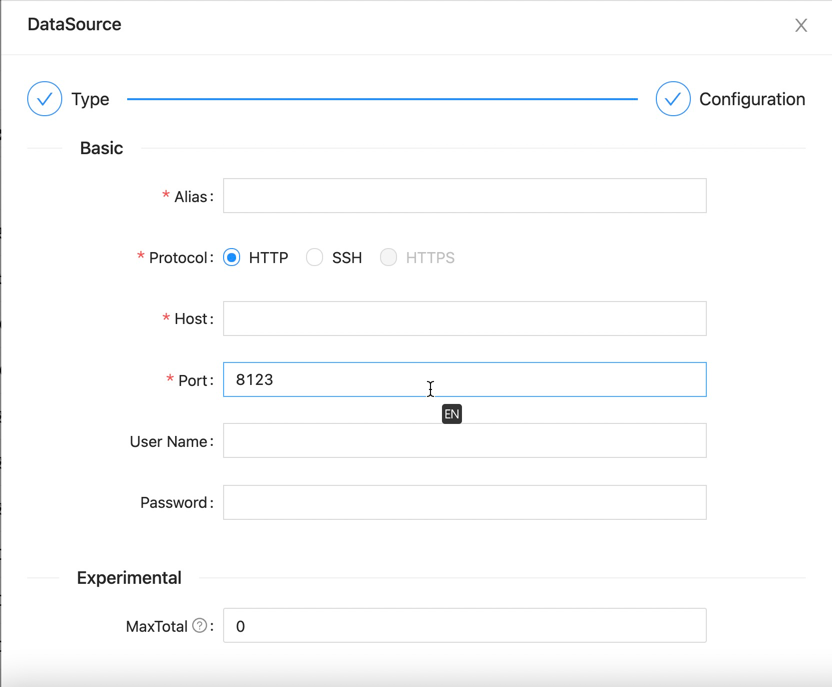 DataSource
Type Configuration
Basic
* Alias:
* Protocol: HTTP SSH HTTPS
* Host:
* Port: 8123
EN
User Name:
Password:
Experimental
MaxTotal ? : 0